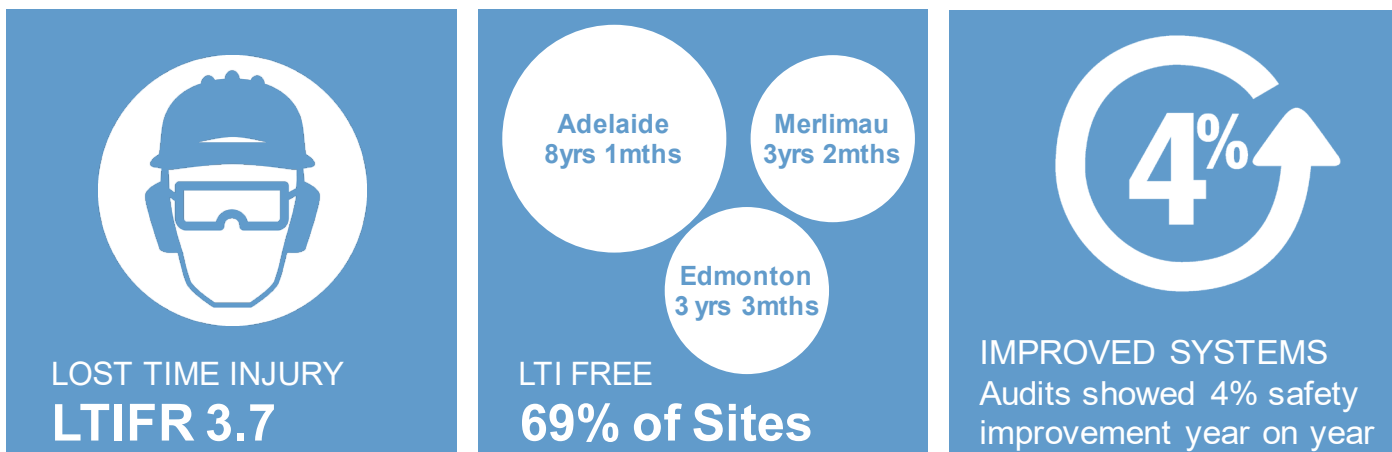 LOST TIME INJURY
LTIFR 3.7
Adelaide
8yrs 1mths
Merlimau
3yrs 2mths
Edmonton
3 yrs 3mths
LTI FREE
69% of Sites
4%
IMPROVED SYSTEMS
Audits showed 4% safety
improvement year on year